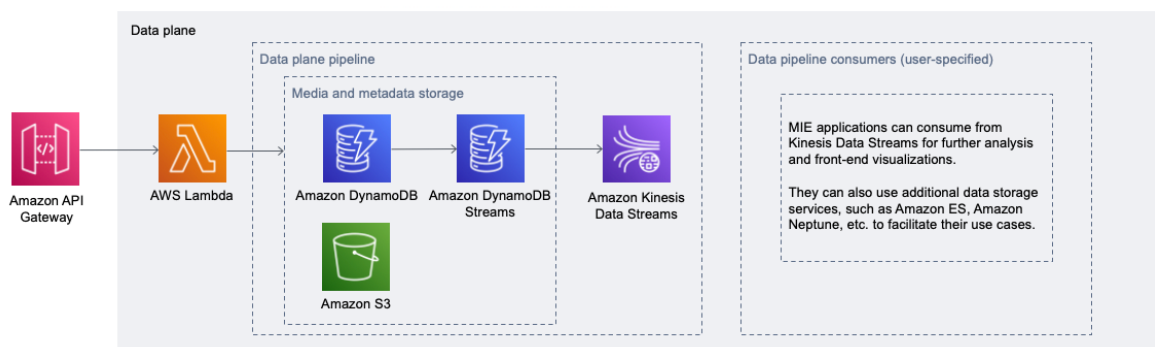 Data plane
Data plane pipeline
Media and metadata storage
Amazon API
Gateway
AWS Lambda
Amazon DynamoDB
Amazon DynamoDB
Streams
Amazon Kinesis
Data Streams
Amazon S3
Data pipeline consumers (user-specified)
MIE applications can consume from
Kinesis Data Streams for further analysis
and front-end visualizations.
They can also use additional data storage
services, such as Amazon ES, Amazon
Neptune, etc. to facilitate their use cases.